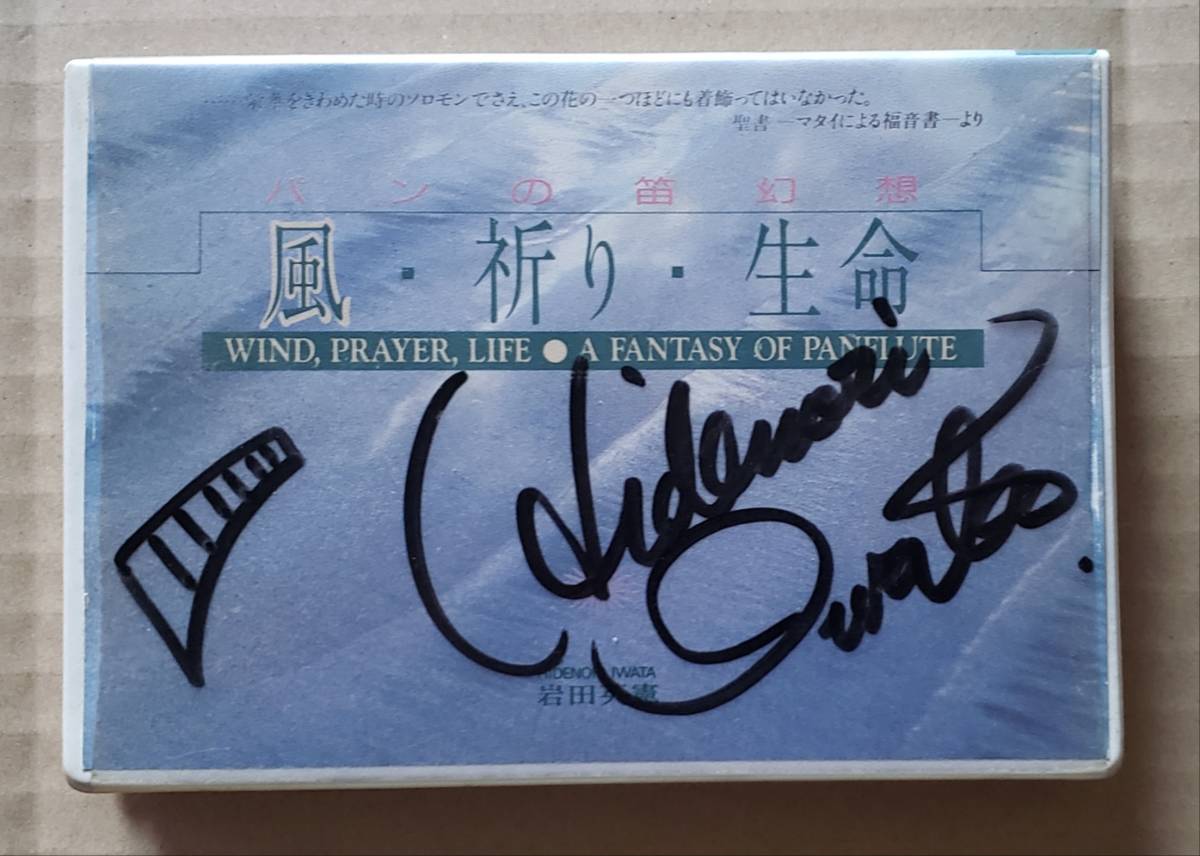 ……栄華をきわめた時のソロモンでさえ、この花の一つほどにも着飾ってはいなかった。
聖書—マタイによる福音書—より
パンの笛幻想
風・祈り・生命
WIND, PRAYER, LIFE ● A FANTASY OF PANFLUTE
Hidenori
Iwata
HIDENORI IWATA
岩田英憲